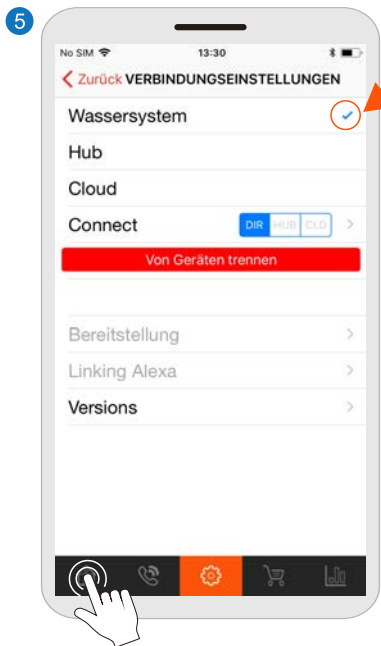 5
No SIM 13:30
Zurück VERBINDUNGSEINSTELLUNGEN
Wassersystem
Hub
Cloud
Connect DIR HUB CLD
Von Geräten trennen
Bereitstellung
Linking Alexa
Versions